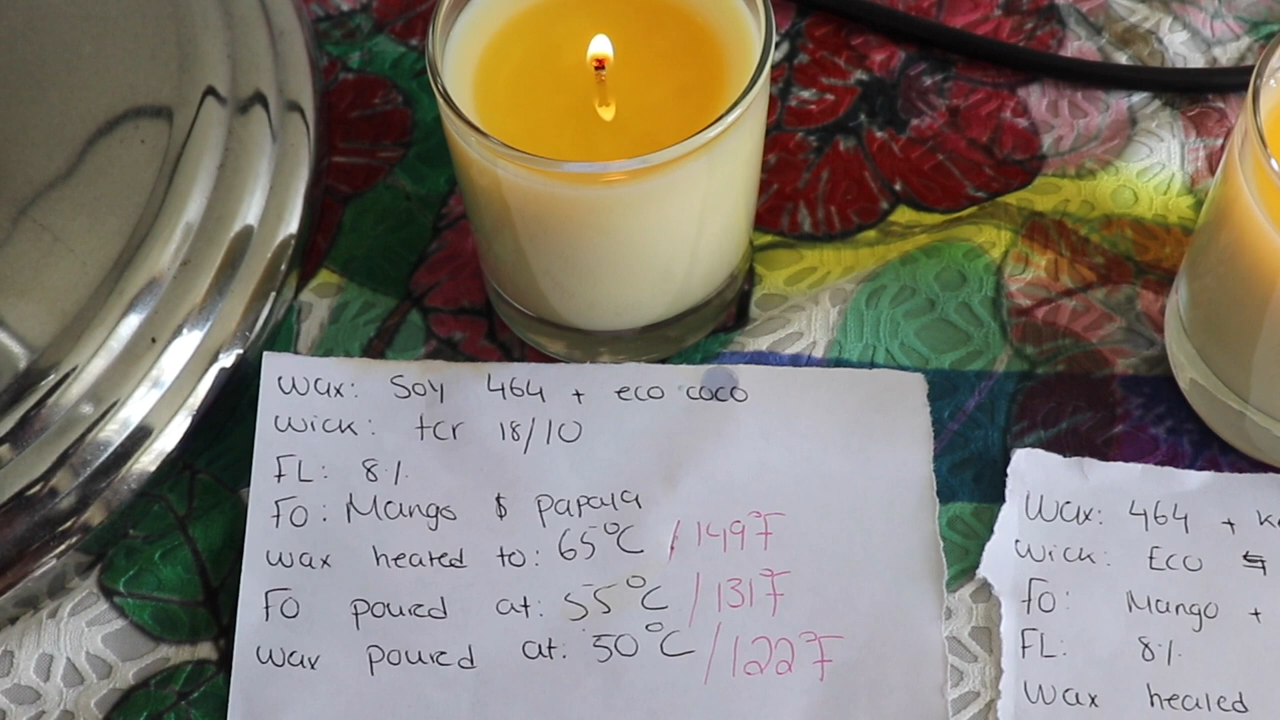 Wax: Soy 464 + eco coco
Wick: tcr 18/10
FL: 8%
FO: Mango & papaya
wax heated to: 65°C / 149°F
FO poured at: 55°C / 131°F
wax poured at: 50°C / 122°F
Wax: 464 +
Wick: Eco
FO: Mango +
FL: 8%
Wax heated